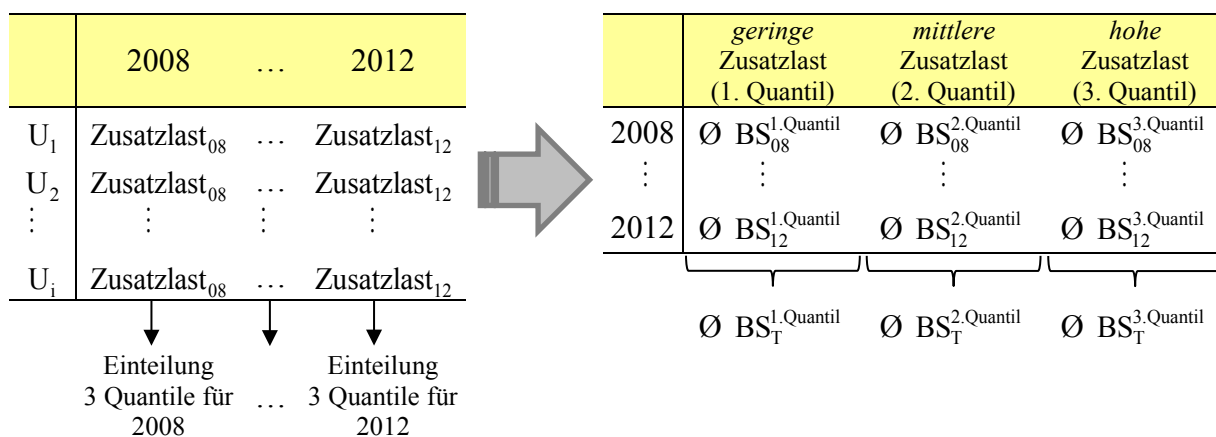 2008 … 2012
U₁ Zusatzlast₀₈ … Zusatzlast₁₂
U₂ Zusatzlast₀₈ … Zusatzlast₁₂
⋮ ⋮ ⋮ ⋮
Uᵢ Zusatzlast₀₈ … Zusatzlast₁₂
Einteilung
3 Quantile für
2008
…
Einteilung
3 Quantile für
2012
geringe
Zusatzlast
(1. Quantil)
mittlere
Zusatzlast
(2. Quantil)
hohe
Zusatzlast
(3. Quantil)
2008 Ø BS₀₈^1.Quantil Ø BS₀₈^2.Quantil Ø BS₀₈^3.Quantil
⋮ ⋮ ⋮ ⋮
2012 Ø BS₁₂^1.Quantil Ø BS₁₂^2.Quantil Ø BS₁₂^3.Quantil
Ø BS_T^1.Quantil Ø BS_T^2.Quantil Ø BS_T^3.Quantil